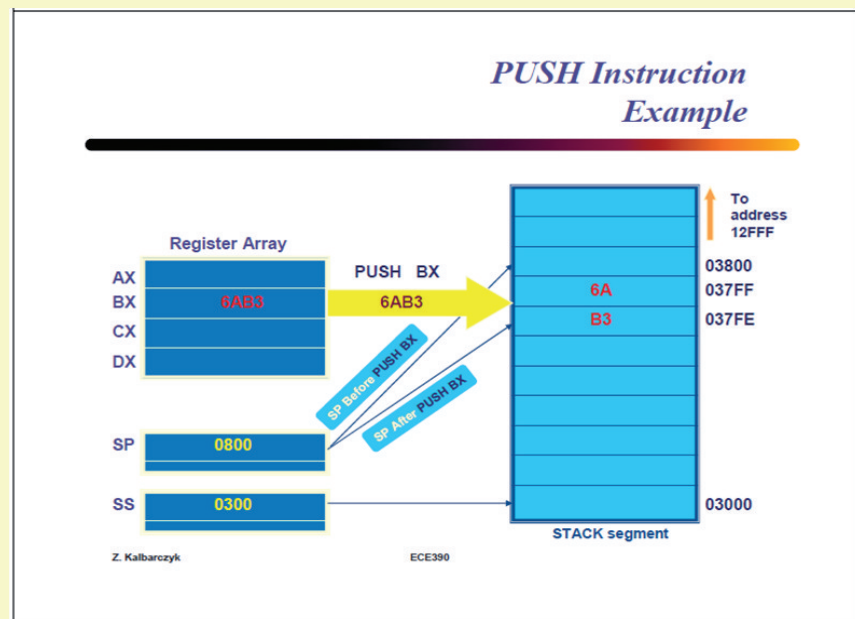 PUSH Instruction
Example
To
address
12FFF
Register Array
PUSH BX
03800
AX
BX
6AB3
6AB3
6A
037FF
B3
037FE
CX
DX
SP Before PUSH BX
SP After PUSH BX
SP
0800
SS
0300
03000
STACK segment
Z. Kalbarczyk
ECE390